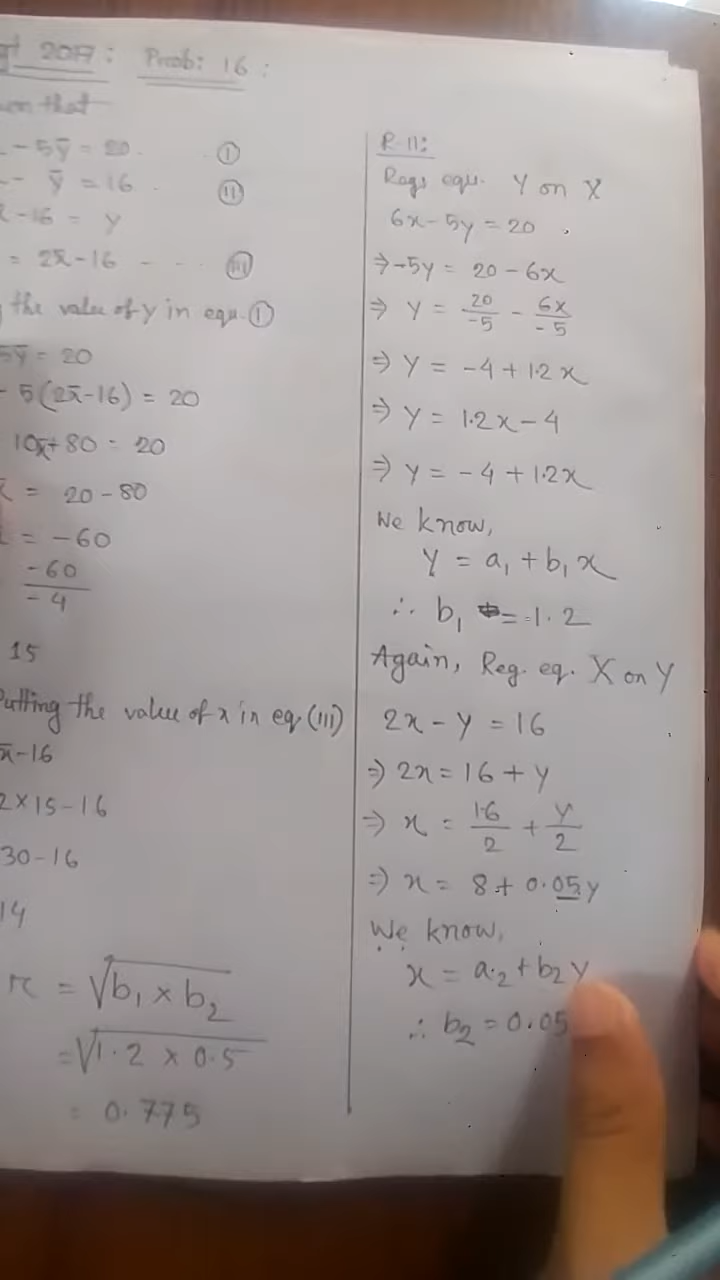 2017: Prob: 16:
that
- 5ȳ = 20. (I)
- ȳ = 16. (II)
- 16 = y
= 2x̄ - 16 - - - (III)
the value of y in equ. (I)
5ȳ = 20
- 5(2x̄-16) = 20
10x̄+80 = 20
= 20-80
= -60
-60
-4
15
Putting the value of x in eq (III)
x̄-16
2×15-16
30-16
14
r = √b₁ × b₂
= √1.2 × 0.5
= 0.775
R-11:
Regs equ. Y on X
6x-5y = 20.
⇒ -5y = 20 - 6x
⇒ y = 20/-5 - 6x/-5
⇒ y = -4 + 1.2x
⇒ y = 1.2x - 4
⇒ y = -4 + 1.2x
We know,
y = a₁ + b₁x
∴ b₁ = 1.2
Again, Reg. eq. X on Y
2x - y = 16
⇒ 2x = 16 + y
⇒ x = 16/2 + y/2
⇒ x = 8 + 0.05y
We know,
x = a₂ + b₂y
∴ b₂ = 0.05